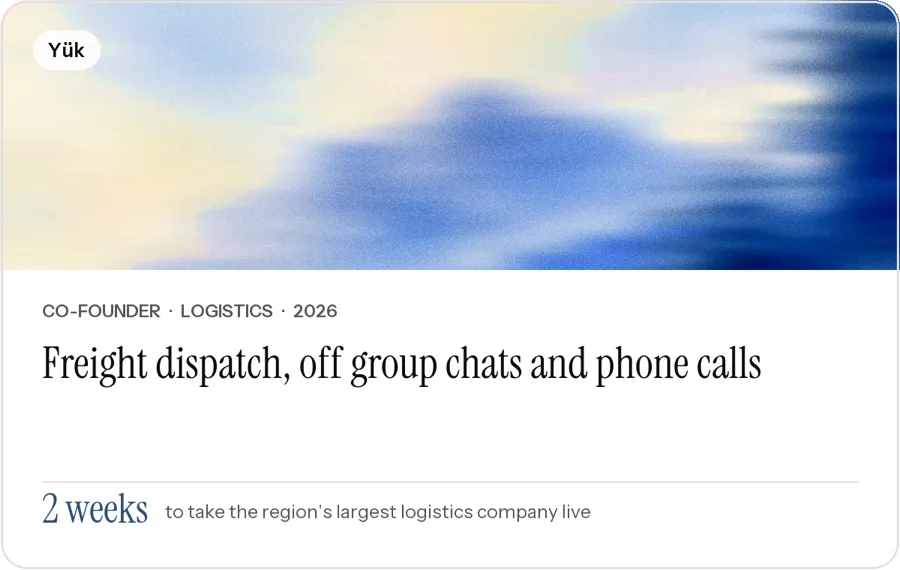 Yük
CO-FOUNDER · LOGISTICS · 2026
Freight dispatch, off group chats and phone calls
2 weeks to take the region's largest logistics company live